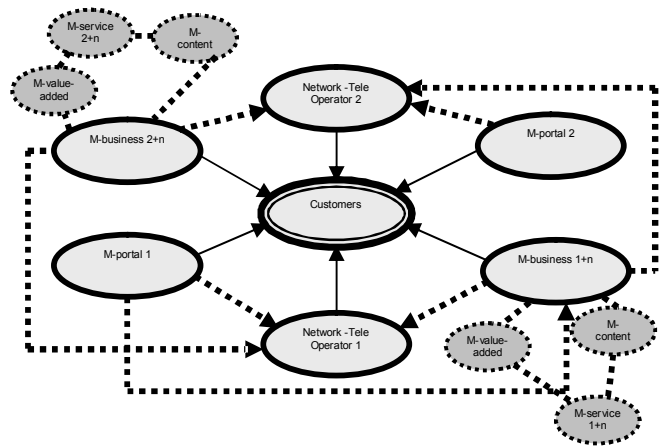 M-service
2+n
M-
content
M-value-
added
Network -Tele
Operator 2
M-business 2+n
M-portal 2
Customers
M-portal 1
M-business 1+n
Network -Tele
Operator 1
M-value-
added
M-
content
M-service
1+n